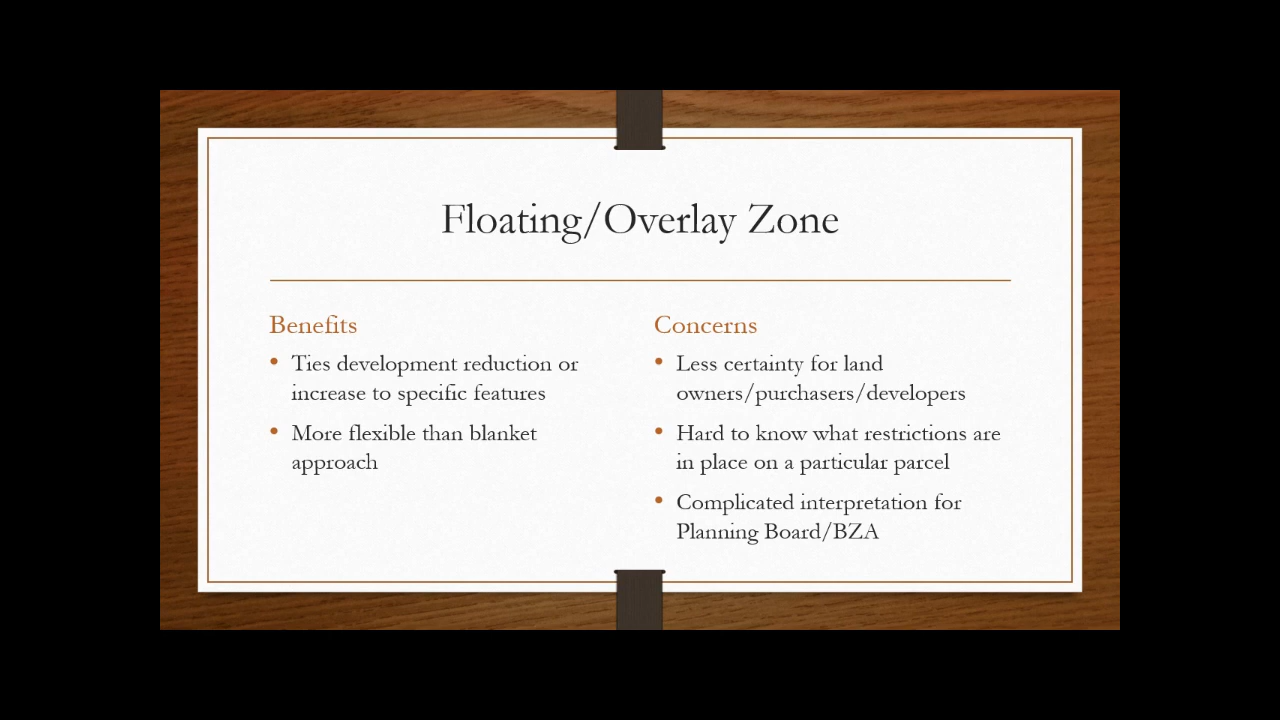 Floating/Overlay Zone
Benefits
• Ties development reduction or
increase to specific features
• More flexible than blanket
approach
Concerns
• Less certainty for land
owners/purchasers/developers
• Hard to know what restrictions are
in place on a particular parcel
• Complicated interpretation for
Planning Board/BZA